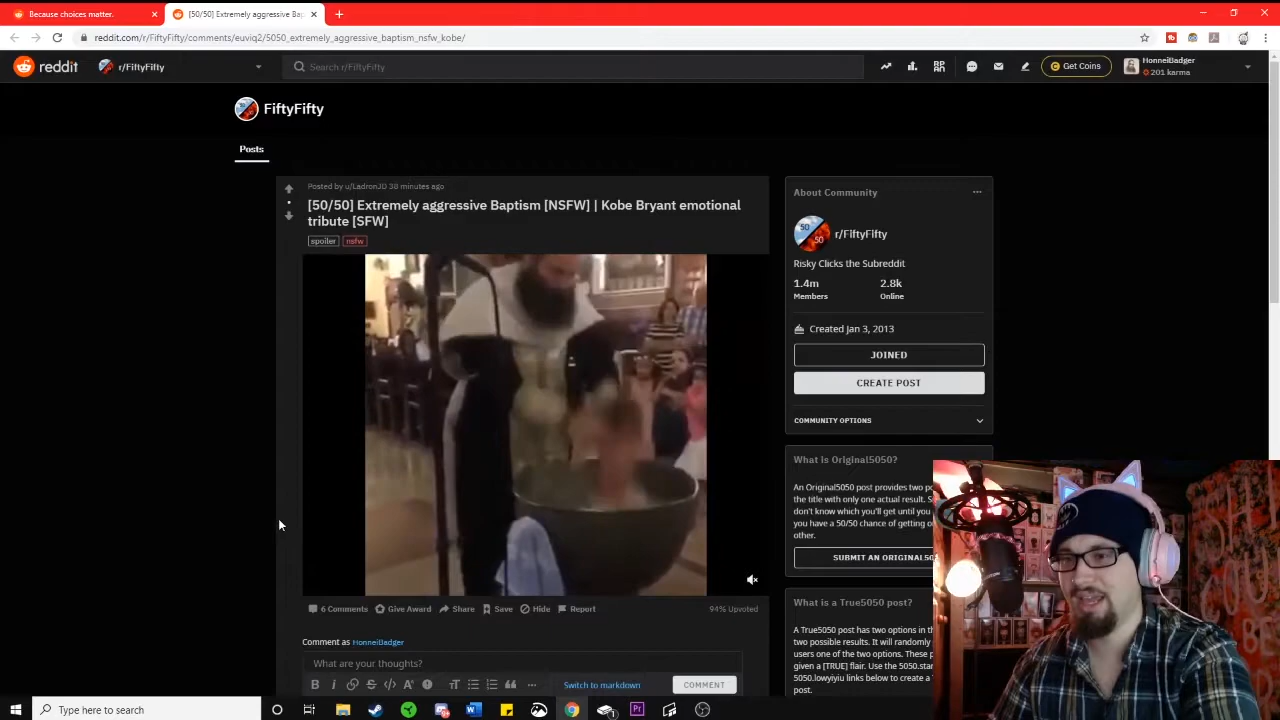 Because choices matter.
[50/50] Extremely aggressive Bap
reddit.com/r/FiftyFifty/comments/euviq2/5050_extremely_aggressive_baptism_nsfw_kobe/
reddit
r/FiftyFifty
Search r/FiftyFifty
Get Coins
HonneiBadger
201 karma
FiftyFifty
Posts
Posted by u/LadronJD 38 minutes ago
[50/50] Extremely aggressive Baptism [NSFW] | Kobe Bryant emotional
tribute [SFW]
spoiler nsfw
6 Comments Give Award Share Save Hide Report 94% Upvoted
Comment as HonneiBadger
What are your thoughts?
Switch to markdown
COMMENT
About Community
r/FiftyFifty
Risky Clicks the Subreddit
1.4m 2.8k
Members Online
Created Jan 3, 2013
JOINED
CREATE POST
COMMUNITY OPTIONS
What is Original5050?
An Original5050 post provides two po
the title with only one actual result. S
don't know which you'll get until you
you have a 50/50 chance of getting o
other.
SUBMIT AN ORIGINAL50
What is a True5050 post?
A True5050 post has two options in th
two possible results. It will randomly
users one of the two options. These p
given a [TRUE] flair. Use the 5050.star
5050.lowyiyiu links below to create a T
post.
Type here to search